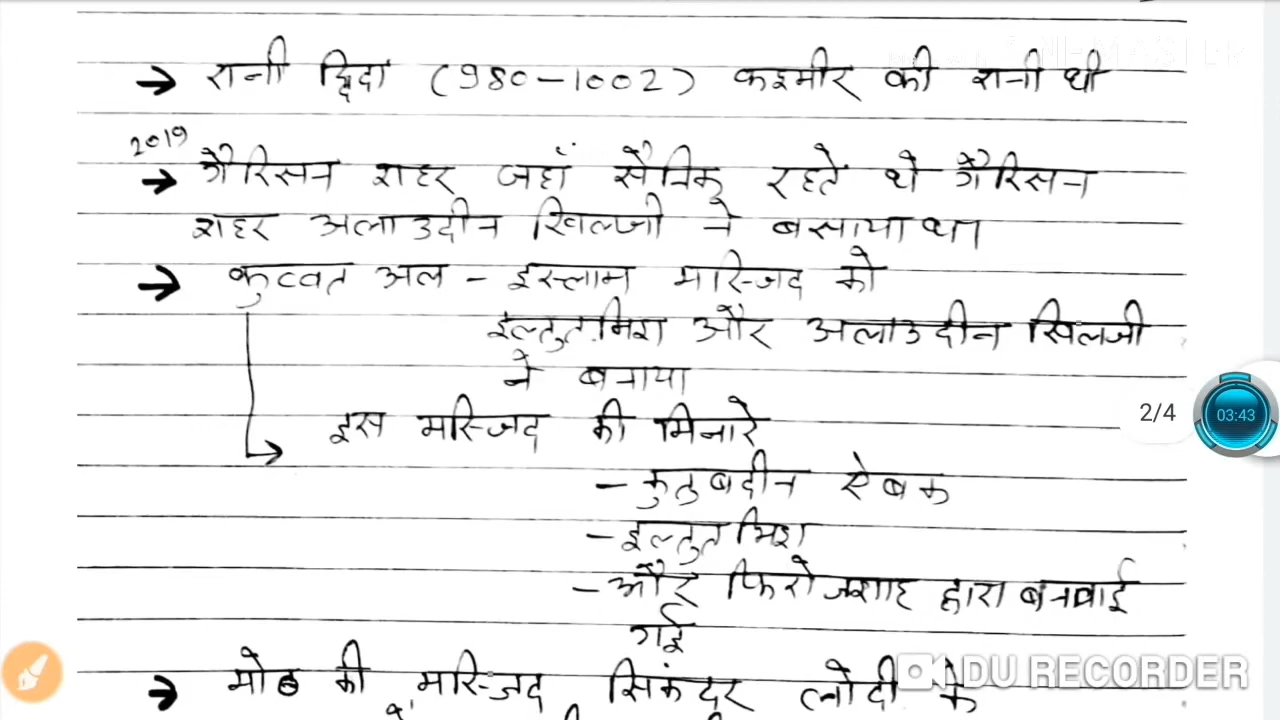 → रानी द्दिदा (980-1002) कश्मीर की रानी थी
2019
→ गैरिसन शहर जहाँ सैनिक रहते थे गैरिसन
शहर अलाउदीन खिलजी ने बसाया था।
→ कुव्वत अल - इस्लाम मस्जिद को
इल्तुतमिश और अलाउदीन खिलजी
ने बनाया
→ इस मस्जिद की मिनारे
- कुतुबदीन ऐबक
- इल्तुतमिश
- और फिरोजशाह द्वारा बनवाई
गई
→ मोठ की मस्जिद सिकंदर लोदी के
2/4
03:43
DU RECORDER